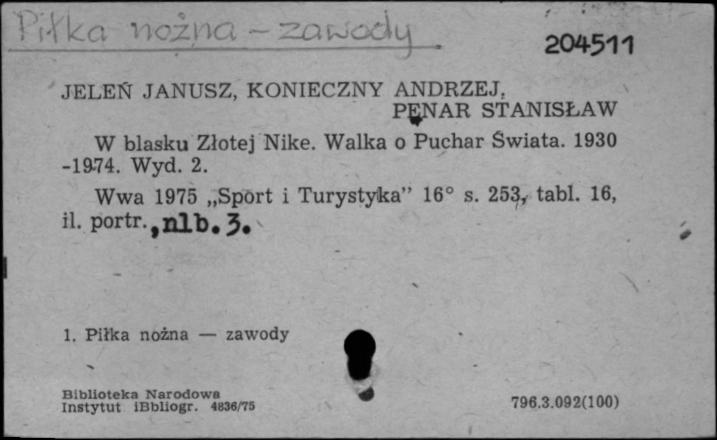 Piłka nożna – zawody
204511
JELEŃ JANUSZ, KONIECZNY ANDRZEJ,
PENAR STANISŁAW
W blasku Złotej Nike. Walka o Puchar Świata. 1930
-1974. Wyd. 2.
Wwa 1975 „Sport i Turystyka” 16° s. 253, tabl. 16,
il. portr., nlb. 3.
1. Piłka nożna — zawody
Biblioteka Narodowa
Instytut iBbliogr. 4836/75
796.3.092(100)